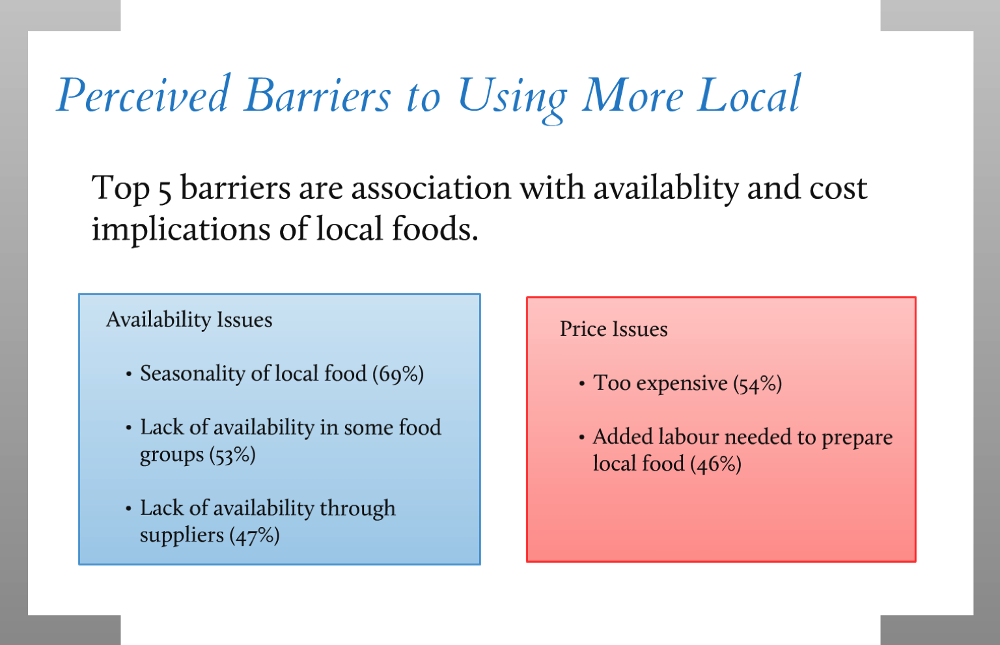 Perceived Barriers to Using More Local
Top 5 barriers are association with availablity and cost
implications of local foods.
Availability Issues
• Seasonality of local food (69%)
• Lack of availability in some food
groups (53%)
• Lack of availability through
suppliers (47%)
Price Issues
• Too expensive (54%)
• Added labour needed to prepare
local food (46%)